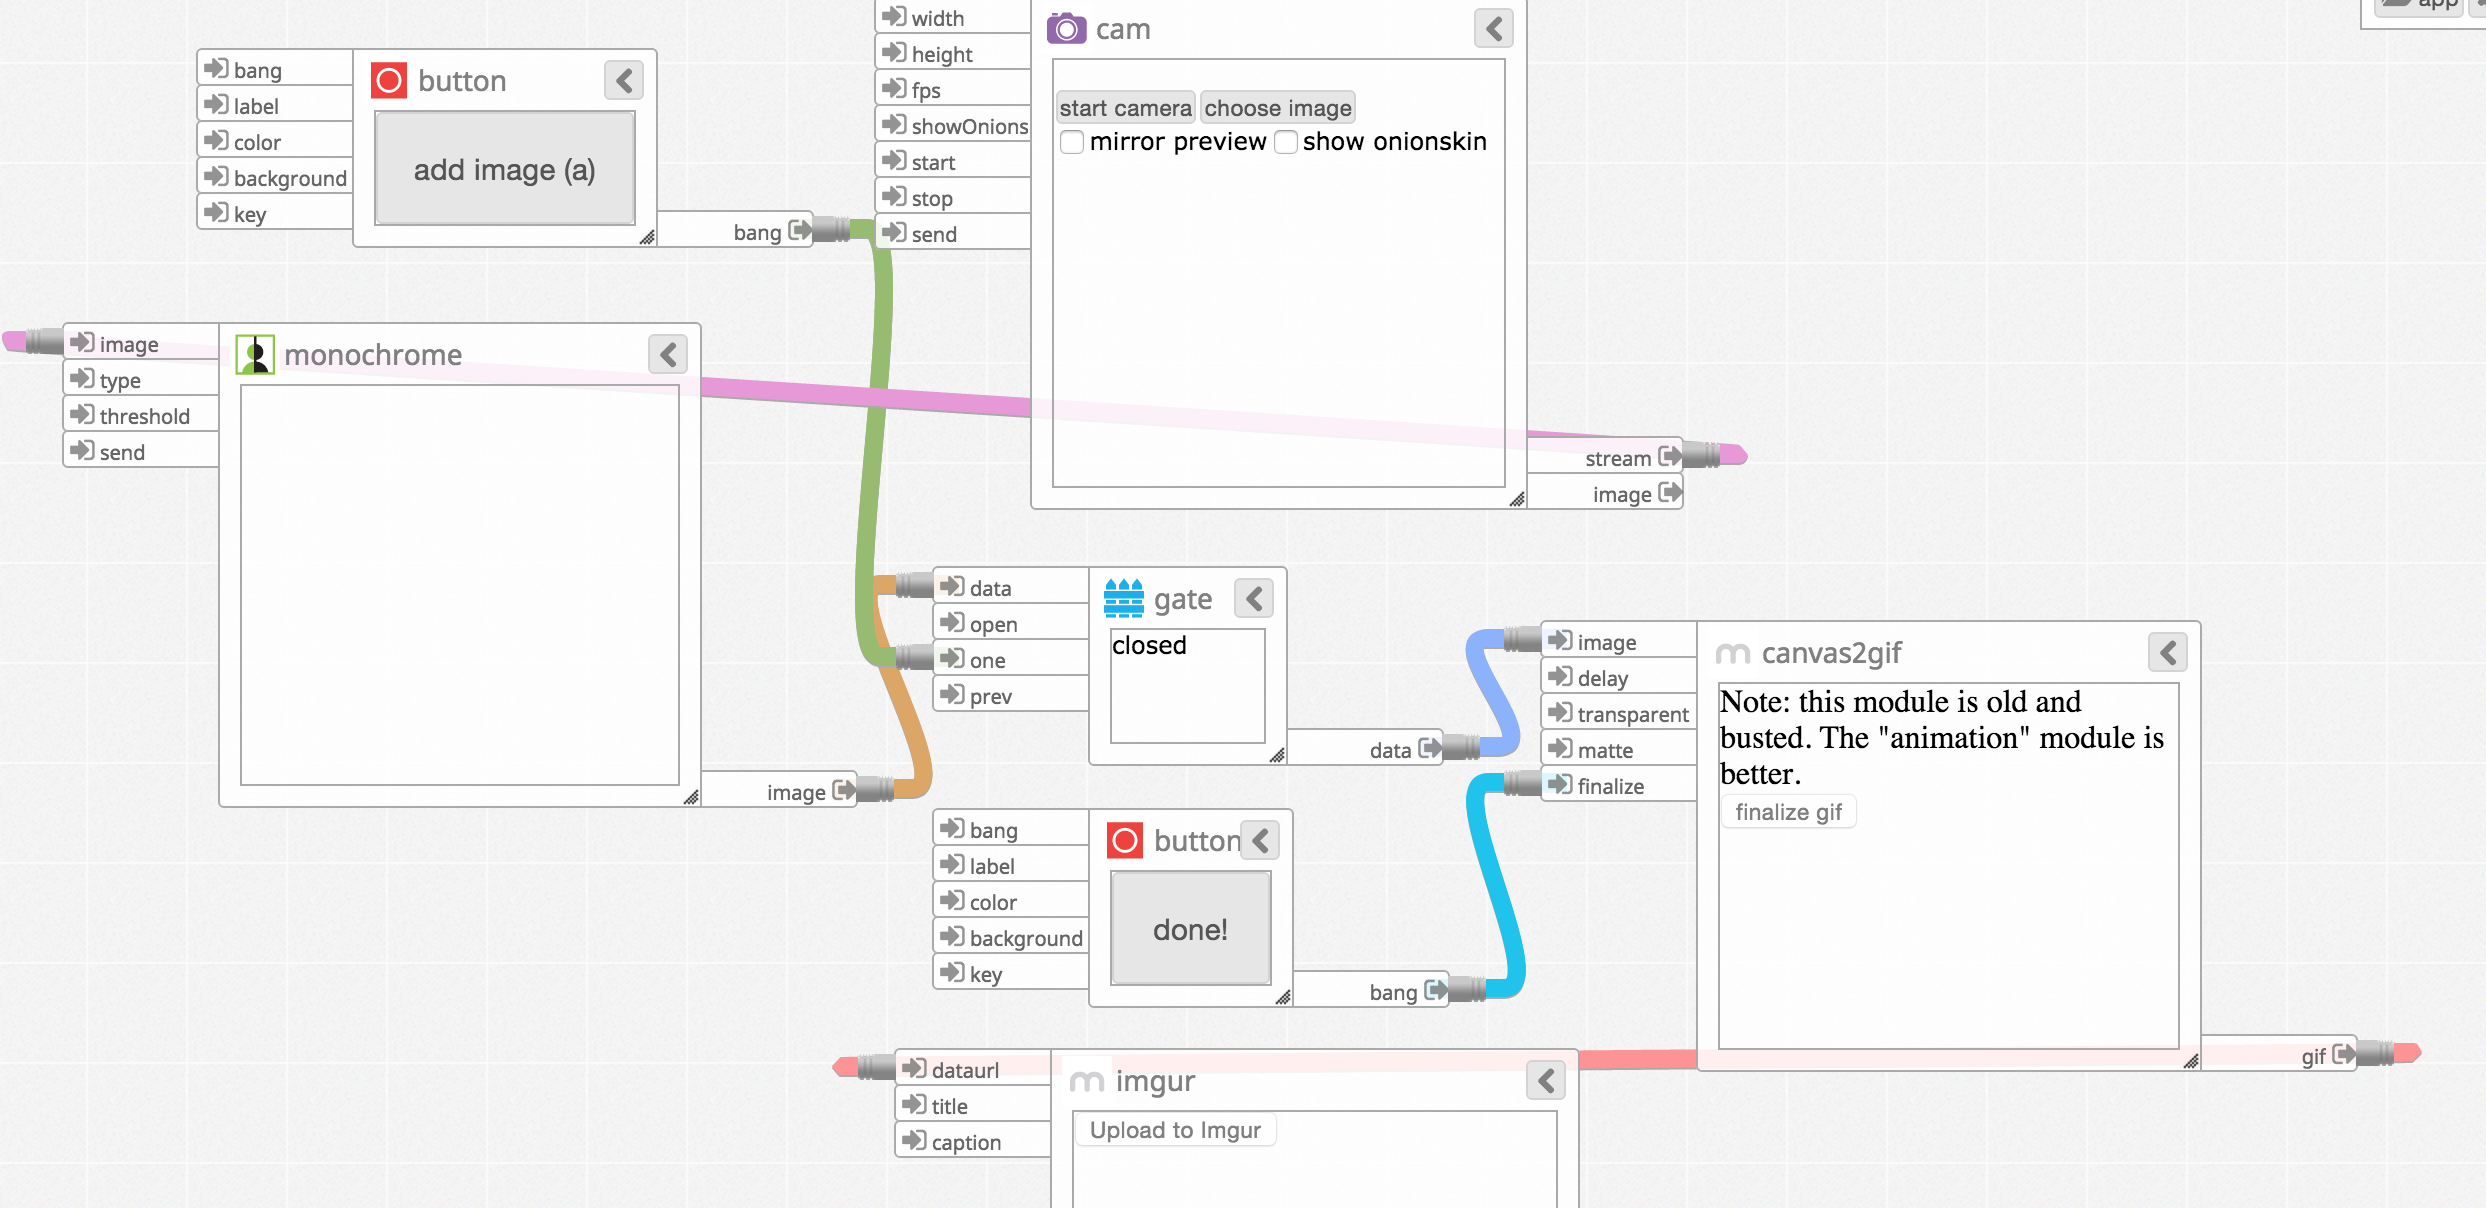 app
width
height
fps
showOnions
start
stop
send
cam
start camera choose image
mirror preview show onionskin
stream
image
bang
label
color
background
key
button
add image (a)
bang
image
type
threshold
send
monochrome
image
data
open
one
prev
gate
closed
data
image
delay
transparent
matte
finalize
canvas2gif
Note: this module is old and
busted. The "animation" module is
better.
finalize gif
gif
bang
label
color
background
key
button
done!
bang
dataurl
title
caption
imgur
Upload to Imgur